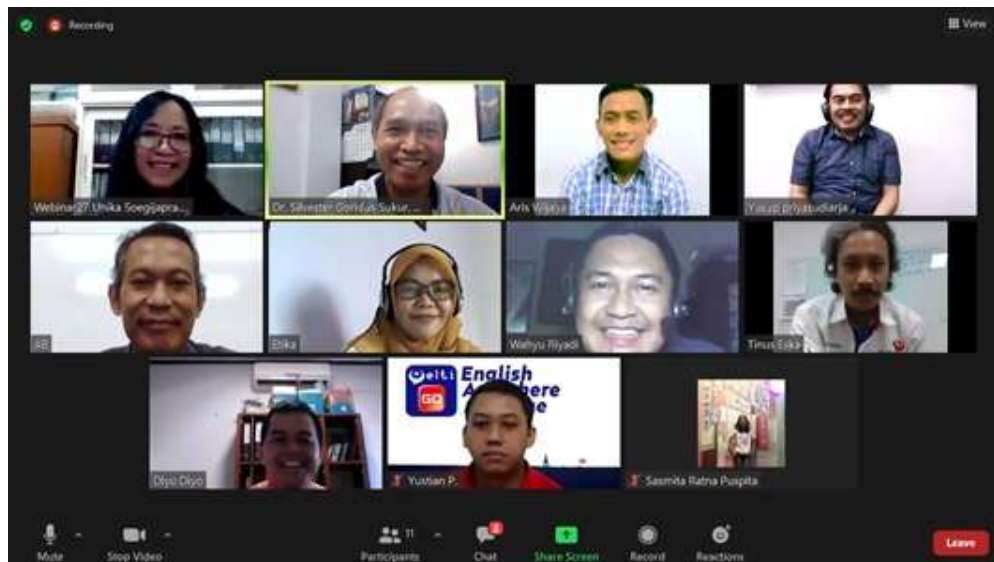 Recording
View
Webinar27 Unika Soegijapra...
Dr. Silvester Goridus Sukur, ...
Aris Wijaya
Yusup priyasudiarja
AB
Etika
Wahyu Riyadi
Tinus Eska
Diyo Diyo
English
GO
Yustian P.
Sasmita Ratna Puspita
11
Mute
Stop Video
Participants
Chat
Share Screen
Record
Reactions
Leave